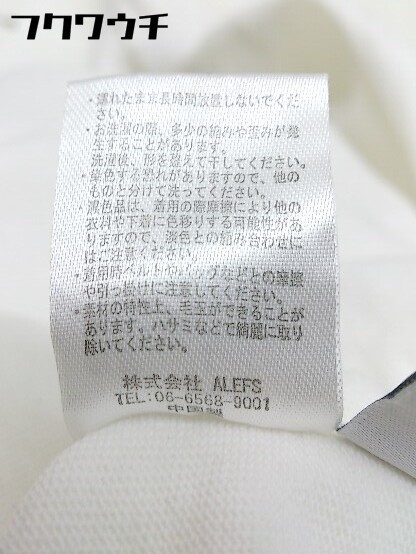 フクワウチ
・濡れたまま長時間放置しないでくだ
さい。
・お洗濯の際、多少の縮みや歪みが発
生することがあります。
洗濯後、形を整えて干してください。
・染色する恐れがありますので、他の
ものと分けて洗ってください。
・濃色品は、着用の際摩擦により他の
衣料や下着に色移りする可能性があ
りますので、淡色との組み合わせに
はご注意ください。
・着用時ベルトやバッグなどとの摩擦
や引っ掛けに注意してください。
・素材の特性上、毛玉ができることが
あります。ハサミなどで綺麗に取り
除いてください。
株式会社 ALEFS
TEL:06-6568-9001
中国製